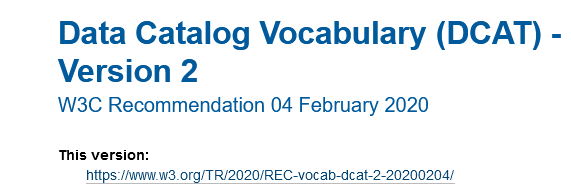 Data Catalog Vocabulary (DCAT) -
Version 2
W3C Recommendation 04 February 2020
This version:
https://www.w3.org/TR/2020/REC-vocab-dcat-2-20200204/